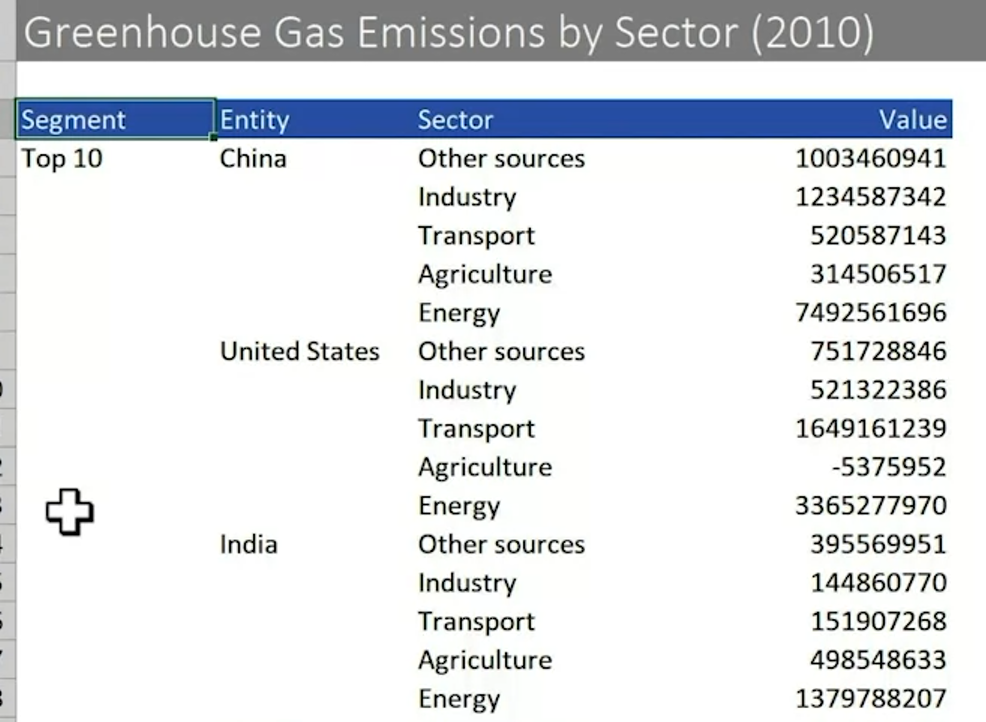 Greenhouse Gas Emissions by Sector (2010)
Segment Entity Sector Value
Top 10 China Other sources 1003460941
Industry 1234587342
Transport 520587143
Agriculture 314506517
Energy 7492561696
United States Other sources 751728846
Industry 521322386
Transport 1649161239
Agriculture -5375952
Energy 3365277970
India Other sources 395569951
Industry 144860770
Transport 151907268
Agriculture 498548633
Energy 1379788207